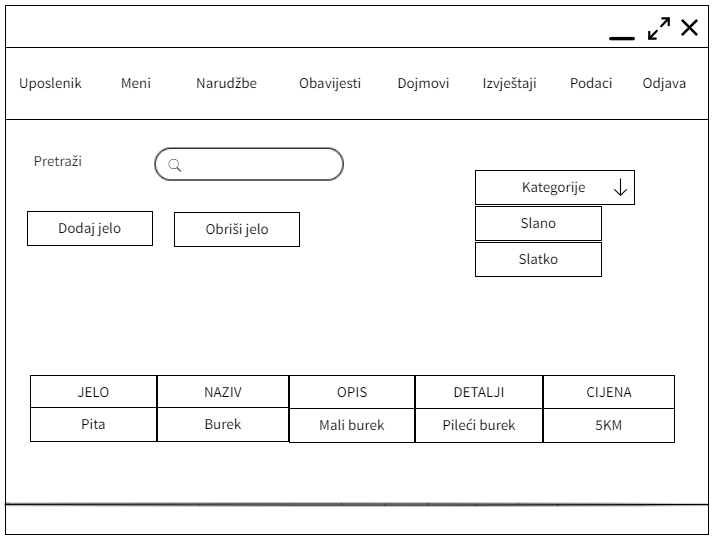 Uposlenik Meni Narudžbe Obavijesti Dojmovi Izvještaji Podaci Odjava
Pretraži
Kategorije
Dodaj jelo Obriši jelo Slano
Slatko
JELO NAZIV OPIS DETALJI CIJENA
Pita Burek Mali burek Pileći burek 5KM